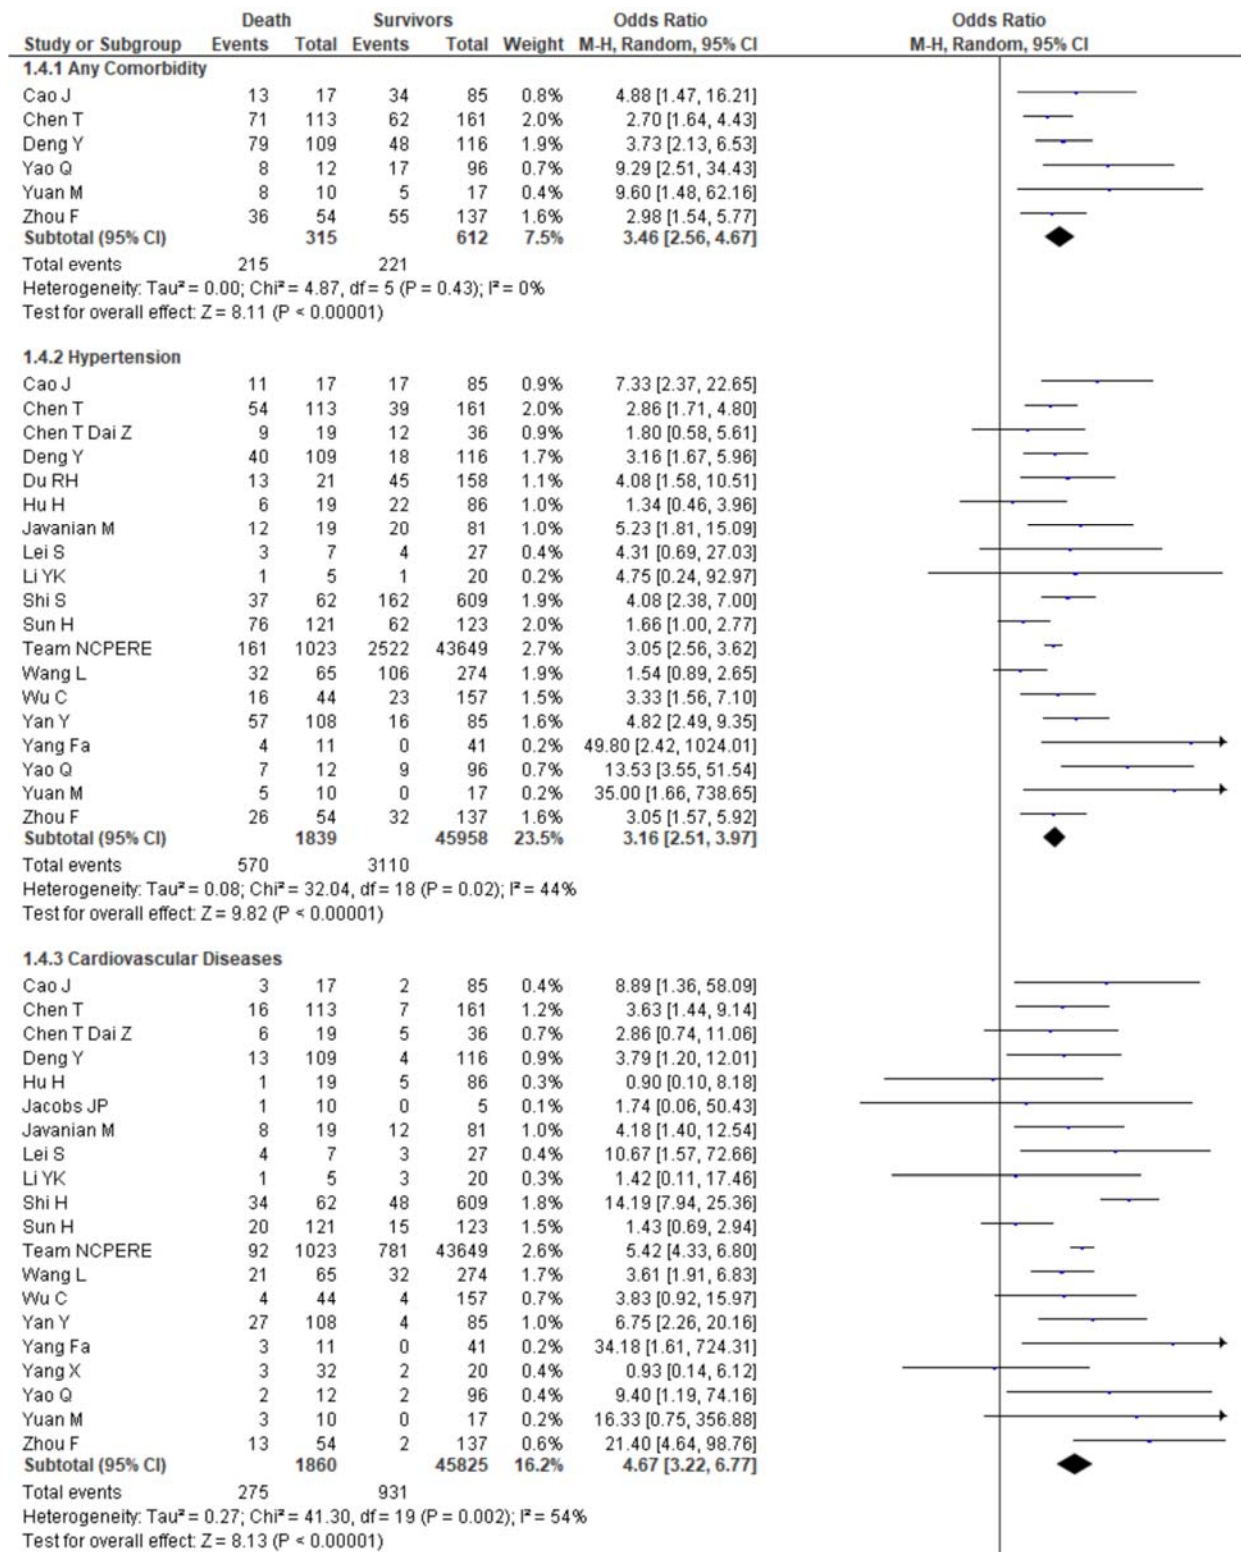 Death Survivors Odds Ratio Odds Ratio
Study or Subgroup Events Total Events Total Weight M-H, Random, 95% CI M-H, Random, 95% CI
1.4.1 Any Comorbidity
Cao J 13 17 34 85 0.8% 4.88 [1.47, 16.21]
Chen T 71 113 62 161 2.0% 2.70 [1.64, 4.43]
Deng Y 79 109 48 116 1.9% 3.73 [2.13, 6.53]
Yao Q 8 12 17 96 0.7% 9.29 [2.51, 34.43]
Yuan M 8 10 5 17 0.4% 9.60 [1.48, 62.16]
Zhou F 36 54 55 137 1.6% 2.98 [1.54, 5.77]
Subtotal (95% CI) 315 612 7.5% 3.46 [2.56, 4.67]
Total events 215 221
Heterogeneity: Tau² = 0.00; Chi² = 4.87, df = 5 (P = 0.43); I² = 0%
Test for overall effect: Z = 8.11 (P < 0.00001)
1.4.2 Hypertension
Cao J 11 17 17 85 0.9% 7.33 [2.37, 22.65]
Chen T 54 113 39 161 2.0% 2.86 [1.71, 4.80]
Chen T Dai Z 9 19 12 36 0.9% 1.80 [0.58, 5.61]
Deng Y 40 109 18 116 1.7% 3.16 [1.67, 5.96]
Du RH 13 21 45 158 1.1% 4.08 [1.58, 10.51]
Hu H 6 19 22 86 1.0% 1.34 [0.46, 3.96]
Javanian M 12 19 20 81 1.0% 5.23 [1.81, 15.09]
Lei S 3 7 4 27 0.4% 4.31 [0.69, 27.03]
Li YK 1 5 1 20 0.2% 4.75 [0.24, 92.97]
Shi S 37 62 162 609 1.9% 4.08 [2.38, 7.00]
Sun H 76 121 62 123 2.0% 1.66 [1.00, 2.77]
Team NCPERE 161 1023 2522 43649 2.7% 3.05 [2.56, 3.62]
Wang L 32 65 106 274 1.9% 1.54 [0.89, 2.65]
Wu C 16 44 23 157 1.5% 3.33 [1.56, 7.10]
Yan Y 57 108 16 85 1.6% 4.82 [2.49, 9.35]
Yang Fa 4 11 0 41 0.2% 49.80 [2.42, 1024.01]
Yao Q 7 12 9 96 0.7% 13.53 [3.55, 51.54]
Yuan M 5 10 0 17 0.2% 35.00 [1.66, 738.65]
Zhou F 26 54 32 137 1.6% 3.05 [1.57, 5.92]
Subtotal (95% CI) 1839 45958 23.5% 3.16 [2.51, 3.97]
Total events 570 3110
Heterogeneity: Tau² = 0.08; Chi² = 32.04, df = 18 (P = 0.02); I² = 44%
Test for overall effect: Z = 9.82 (P < 0.00001)
1.4.3 Cardiovascular Diseases
Cao J 3 17 2 85 0.4% 8.89 [1.36, 58.09]
Chen T 16 113 7 161 1.2% 3.63 [1.44, 9.14]
Chen T Dai Z 6 19 5 36 0.7% 2.86 [0.74, 11.06]
Deng Y 13 109 4 116 0.9% 3.79 [1.20, 12.01]
Hu H 1 19 5 86 0.3% 0.90 [0.10, 8.18]
Jacobs JP 1 10 0 5 0.1% 1.74 [0.06, 50.43]
Javanian M 8 19 12 81 1.0% 4.18 [1.40, 12.54]
Lei S 4 7 3 27 0.4% 10.67 [1.57, 72.66]
Li YK 1 5 3 20 0.2% 1.42 [0.11, 17.46]
Shi H 34 62 48 609 1.8% 14.19 [7.94, 25.36]
Sun H 20 121 15 123 1.5% 1.43 [0.69, 2.94]
Team NCPERE 92 1023 781 43649 2.6% 5.42 [4.33, 6.80]
Wang L 21 65 32 274 1.7% 3.61 [1.91, 6.83]
Wu C 4 44 4 157 0.7% 3.83 [0.92, 15.97]
Yan Y 27 108 4 85 1.0% 6.75 [2.26, 20.16]
Yang Fa 3 11 0 41 0.2% 34.18 [1.61, 724.31]
Yang X 3 32 2 20 0.4% 0.93 [0.14, 6.12]
Yao Q 2 12 2 96 0.4% 9.40 [1.19, 74.16]
Yuan M 3 10 0 17 0.2% 16.33 [0.75, 356.88]
Zhou F 13 54 2 137 0.6% 21.40 [4.64, 98.76]
Subtotal (95% CI) 1860 45825 16.2% 4.67 [3.22, 6.77]
Total events 275 931
Heterogeneity: Tau² = 0.27; Chi² = 41.30, df = 19 (P = 0.002); I² = 54%
Test for overall effect: Z = 8.13 (P < 0.00001)